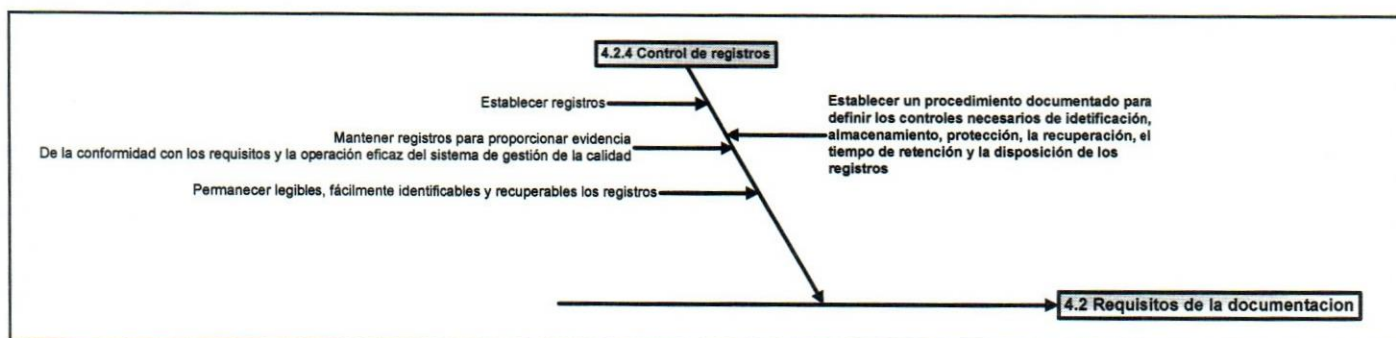 4.2.4 Control de registros
Establecer registros
Mantener registros para proporcionar evidencia
De la conformidad con los requisitos y la operación eficaz del sistema de gestión de la calidad
Permanecer legibles, fácilmente identificables y recuperables los registros
Establecer un procedimiento documentado para
definir los controles necesarios de idetificación,
almacenamiento, protección, la recuperación, el
tiempo de retención y la disposición de los
registros
4.2 Requisitos de la documentacion